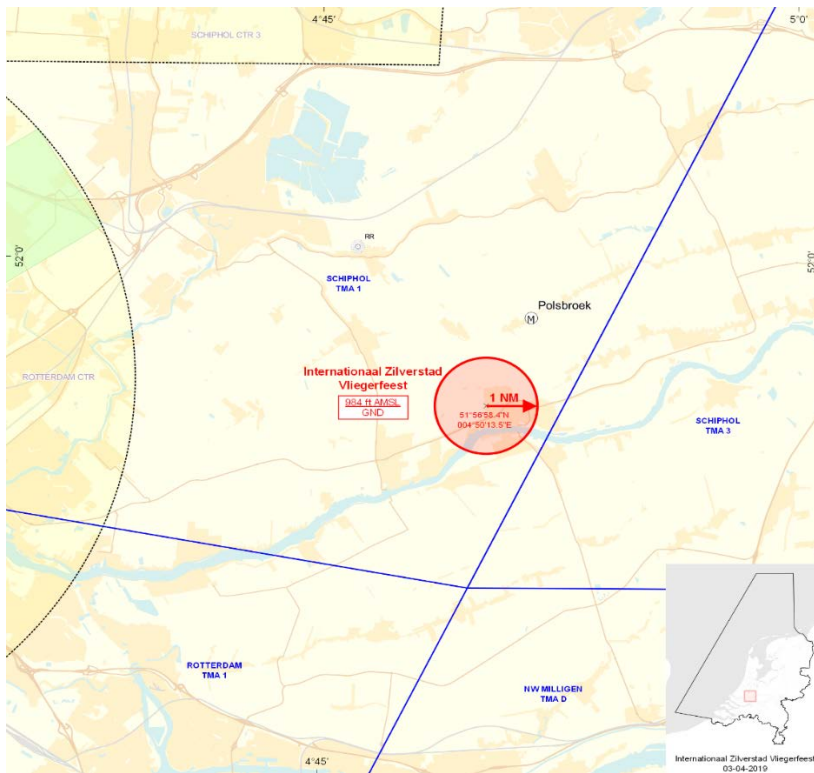 4°45'
5°0'
SCHIPHOL CTR 3
52°0'
52°0'
RR
SCHIPHOL
TMA 1
Polsbroek
M
ROTTERDAM CTR
Internationaal Zilverstad
Vliegerfeest
984 ft AMSL
GND
1 NM
51°56'58.4"N
004°50'13.5"E
SCHIPHOL
TMA 3
ROTTERDAM
TMA 1
NW MILLIGEN
TMA D
4°45'
Internationaal Zilverstad Vliegerfeest
03-04-2019